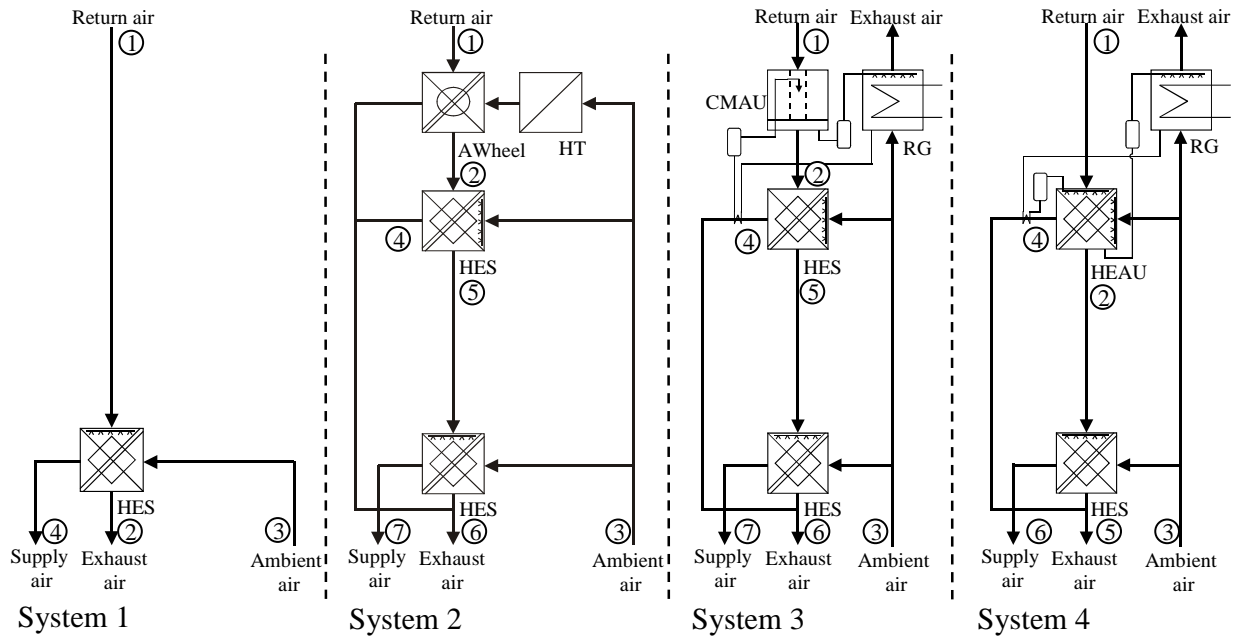 Return air
①
HES
④
②
③
Supply
air
Exhaust
air
Ambient
air
System 1
Return air
①
AWheel
HT
②
④
HES
⑤
HES
⑦
⑥
③
Supply
air
Exhaust
air
Ambient
air
System 2
Return air
Exhaust air
①
CMAU
RG
②
④
HES
⑤
HES
⑦
⑥
③
Supply
air
Exhaust
air
Ambient
air
System 3
Return air
Exhaust air
①
RG
④
HEAU
②
HES
⑥
⑤
③
Supply
air
Exhaust
air
Ambient
air
System 4